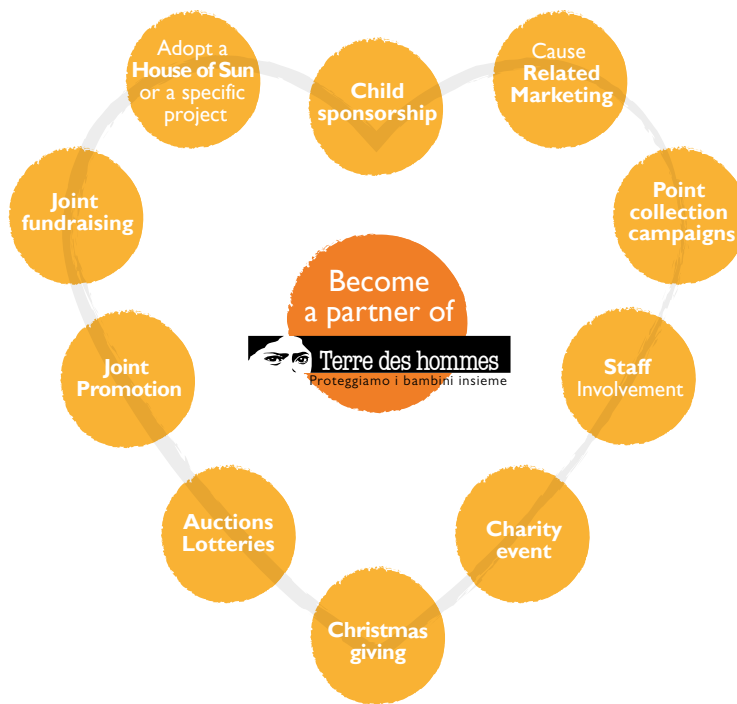 Adopt a
House of Sun
or a specific
project
Child
sponsorship
Cause
Related
Marketing
Joint
fundraising
Point
collection
campaigns
Become
a partner of
Terre des hommes
Proteggiamo i bambini insieme
Joint
Promotion
Staff
Involvement
Auctions
Lotteries
Charity
event
Christmas
giving